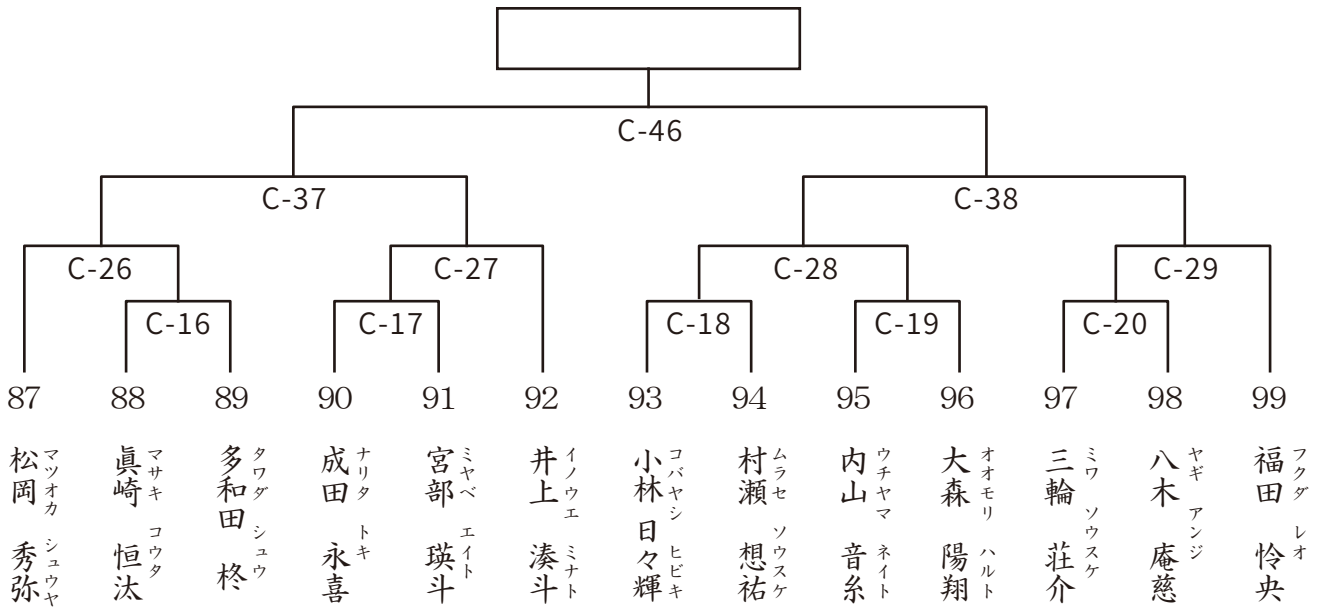 C-46
C-37
C-38
C-26
C-27
C-28
C-29
C-16
C-17
C-18
C-19
C-20
87
88
89
90
91
92
93
94
95
96
97
98
99
マツオカ シュウヤ
松岡 秀弥
マサキ コウタ
眞崎 恒汰
タワダ シュウ
多和田 柊
ナリタ トキ
成田 永喜
ミヤベ エイト
宮部 瑛斗
イノウエ ミナト
井上 湊斗
コバヤシ ヒビキ
小林 日々輝
ムラセ ソウスケ
村瀬 想祐
ウチヤマ ネイト
内山 音糸
オオモリ ハルト
大森 陽翔
ミワ ソウスケ
三輪 荘介
ヤギ アンジ
八木 庵慈
フクダ レオ
福田 怜央